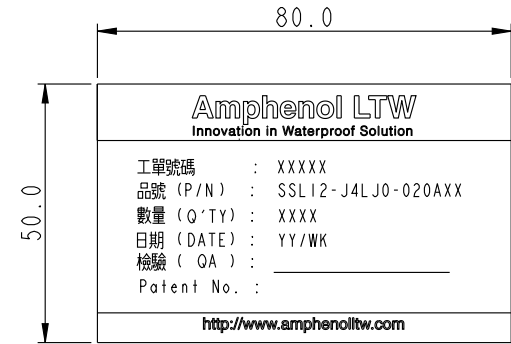 80.0
50.0
Amphenol LTW
Innovation in Waterproof Solution
工單號碼 : XXXXX
品號 (P/N) : SSL12-J4LJ0-020AXX
數量 (Q'TY) : XXXX
日期 (DATE) : YY/WK
檢驗 ( QA ) :
Patent No. :
http://www.amphenolltw.com